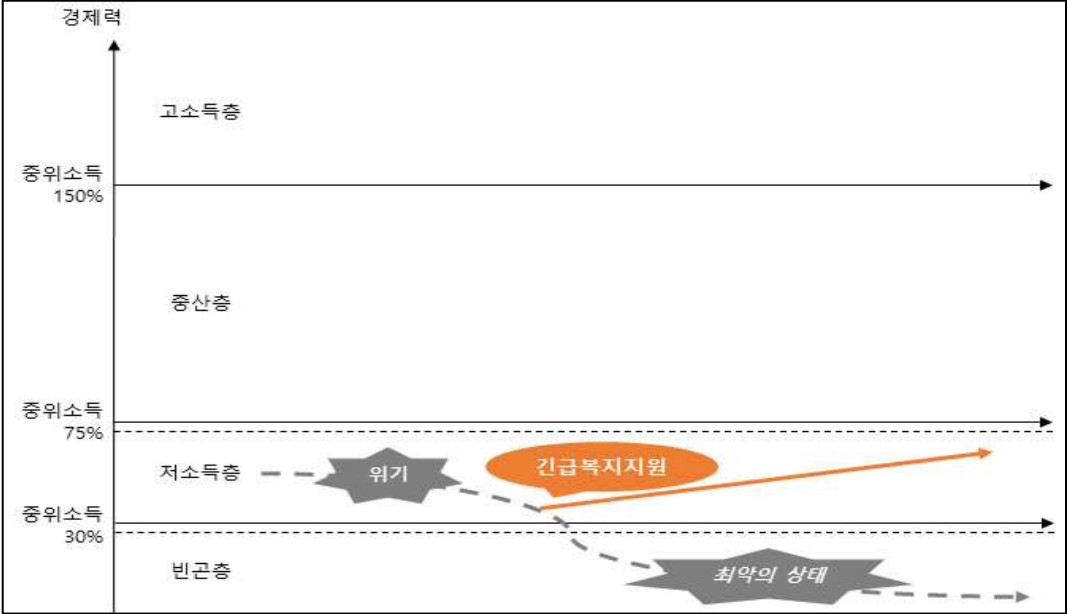 경제력
고소득층
중위소득
150%
중산층
중위소득
75%
저소득층
위기
긴급복지지원
중위소득
30%
빈곤층
최악의 상태